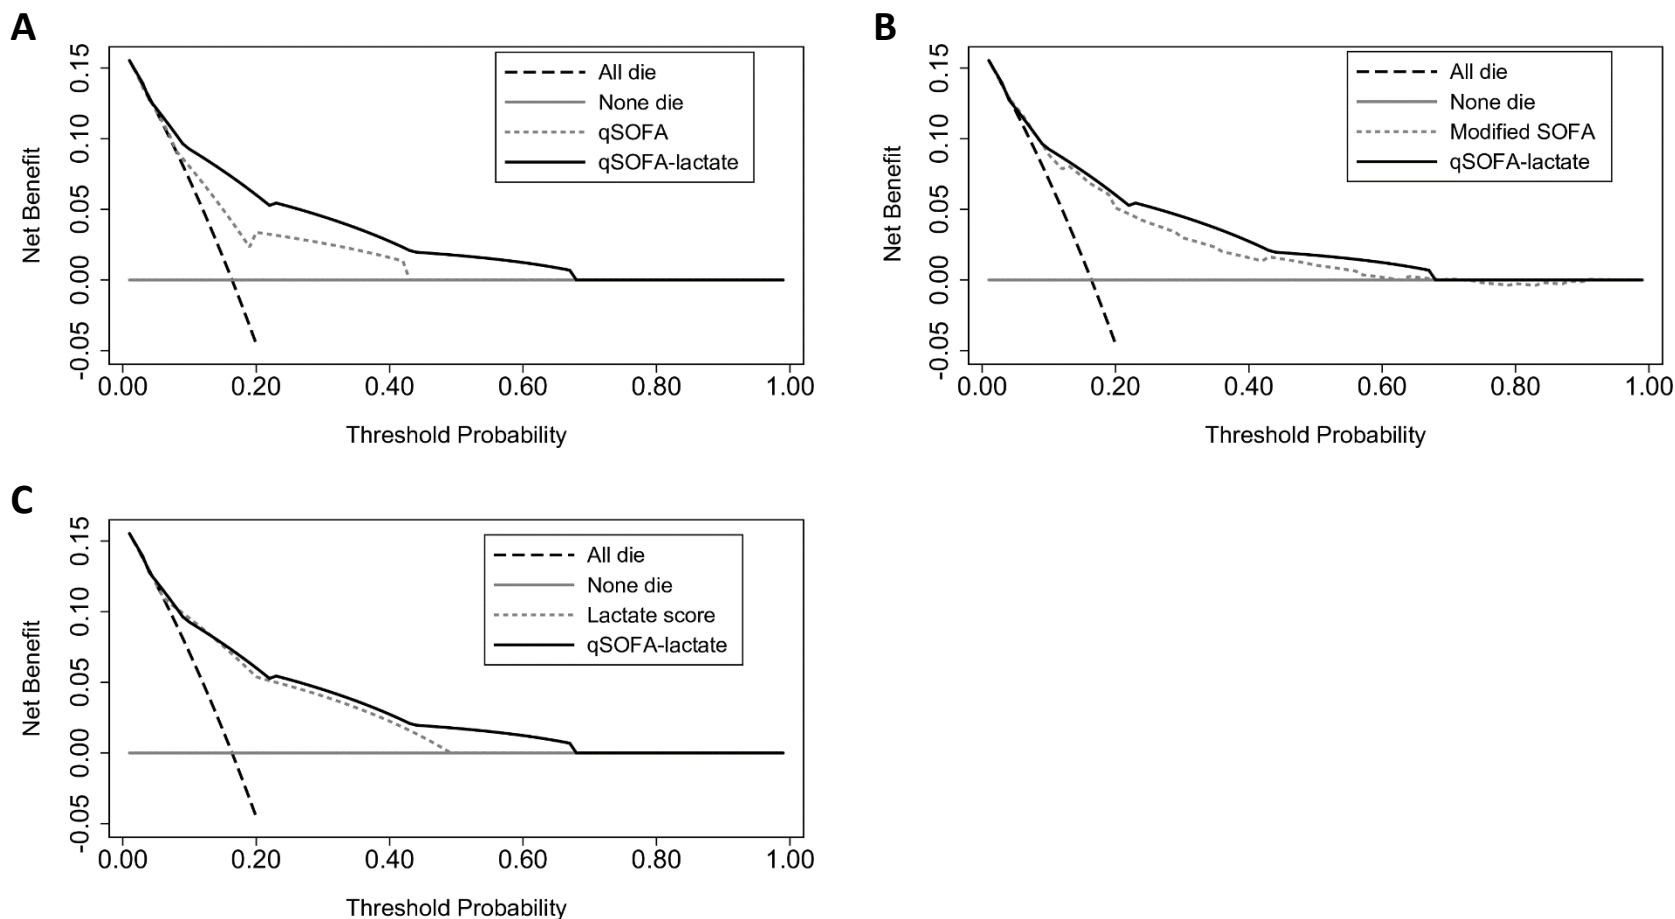 A
Net Benefit
0.15
0.10
0.05
0.00
-0.05
All die
None die
qSOFA
qSOFA-lactate
0.00 0.20 0.40 0.60 0.80 1.00
Threshold Probability
B
Net Benefit
0.15
0.10
0.05
0.00
-0.05
All die
None die
Modified SOFA
qSOFA-lactate
0.00 0.20 0.40 0.60 0.80 1.00
Threshold Probability
C
Net Benefit
0.15
0.10
0.05
0.00
-0.05
All die
None die
Lactate score
qSOFA-lactate
0.00 0.20 0.40 0.60 0.80 1.00
Threshold Probability